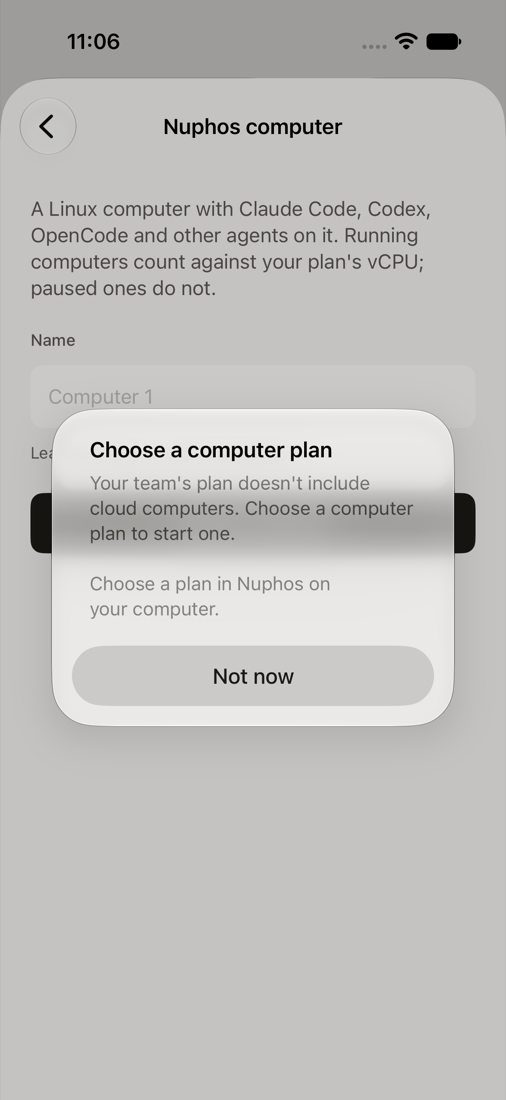 11:06
Nuphos computer
A Linux computer with Claude Code, Codex,
OpenCode and other agents on it. Running
computers count against your plan's vCPU;
paused ones do not.
Name
Computer 1
Choose a computer plan
Your team's plan doesn't include
cloud computers. Choose a computer
plan to start one.
Choose a plan in Nuphos on
your computer.
Not now